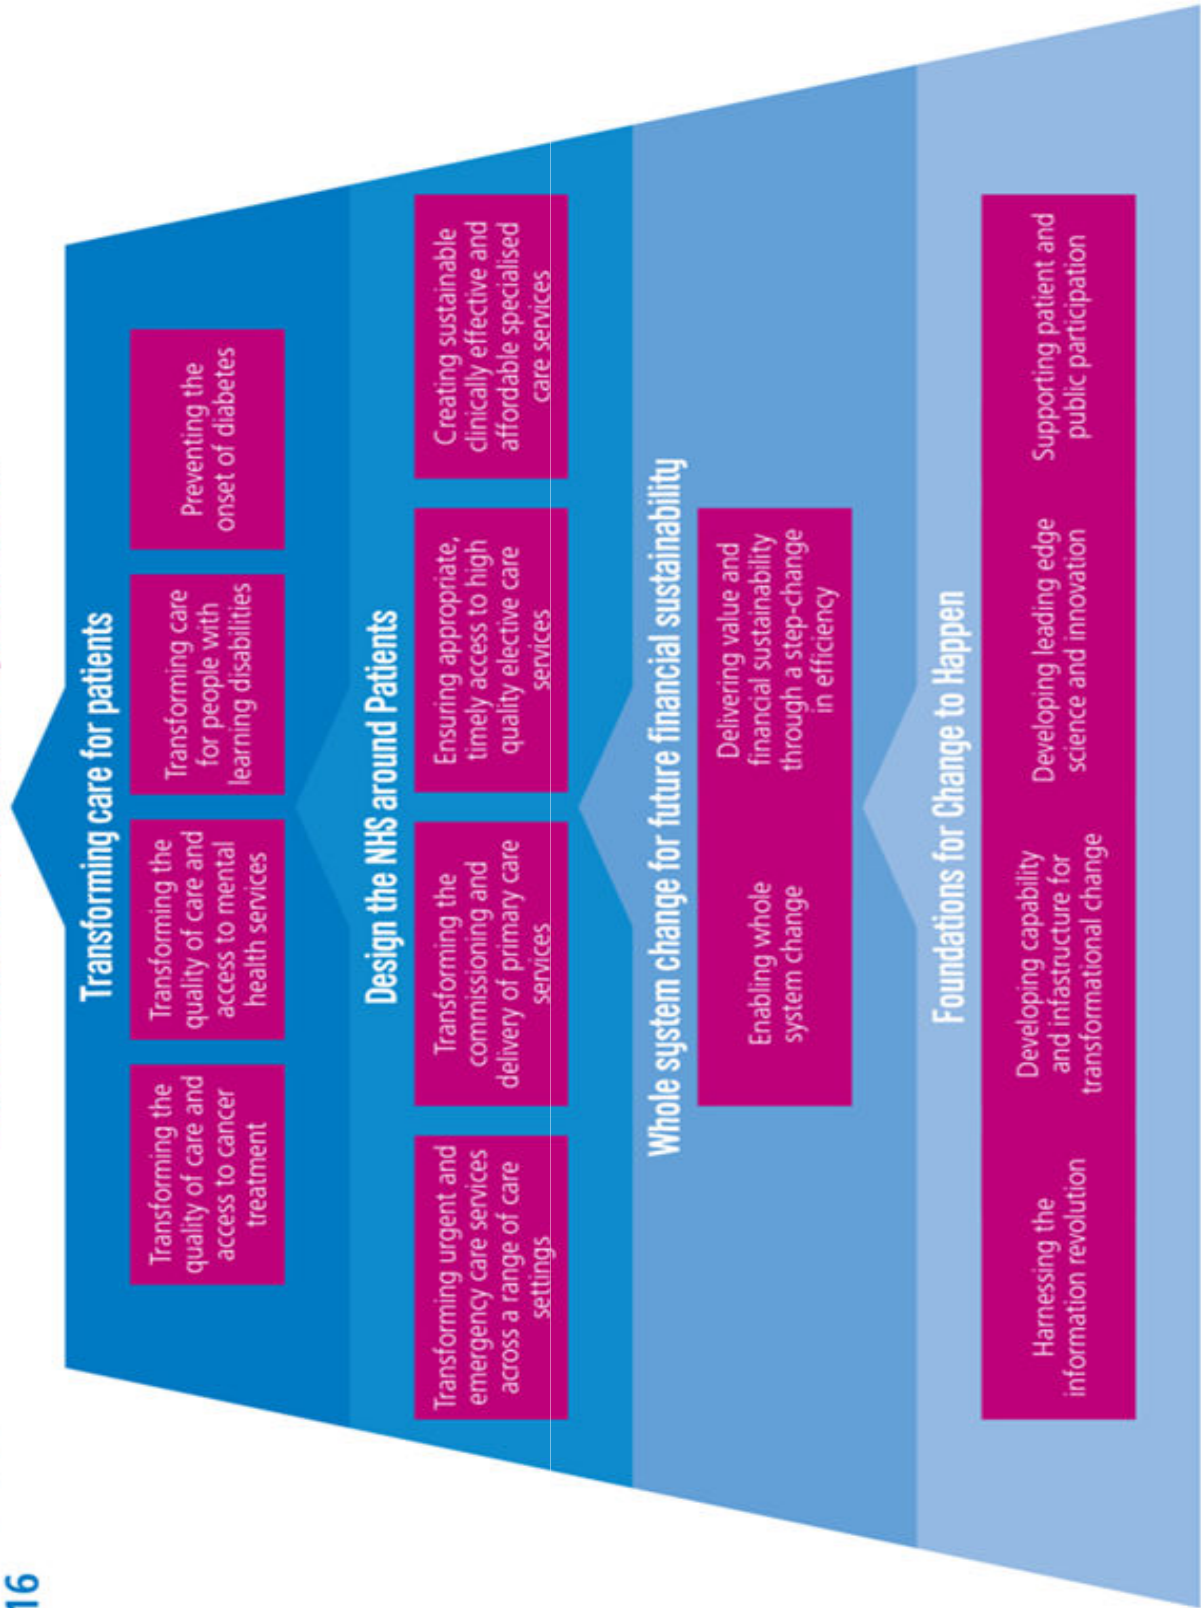 16
Transforming care for patients
Transforming the
quality of care and
access to cancer
treatment
Transforming the
quality of care and
access to mental
health services
Transforming care
for people with
learning disabilities
Preventing the
onset of diabetes
Design the NHS around Patients
Transforming urgent and
emergency care services
across a range of care
settings
Transforming the
commissioning and
delivery of primary care
services
Ensuring appropriate,
timely access to high
quality elective care
services
Creating sustainable
clinically effective and
affordable specialised
care services
Whole system change for future financial sustainability
Enabling whole
system change
Delivering value and
financial sustainability
through a step-change
in efficiency
Foundations for Change to Happen
Harnessing the
information revolution
Developing capability
and infastructure for
transformational change
Developing leading edge
science and innovation
Supporting patient and
public participation